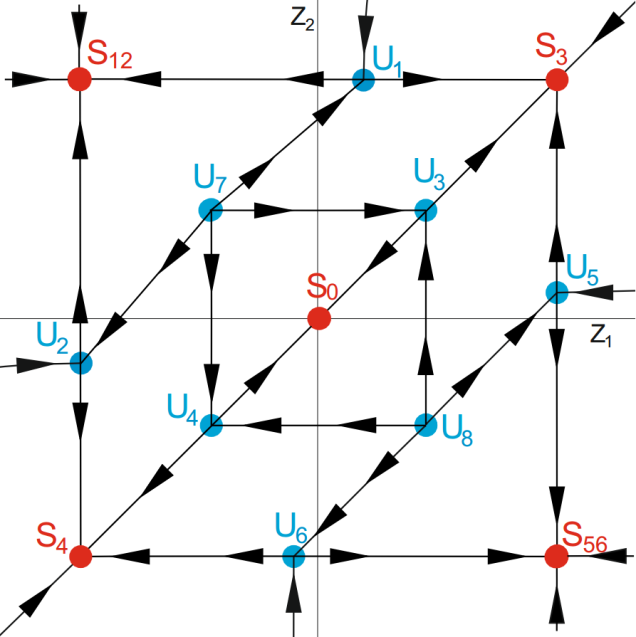 Z₂
S₁₂
U₁
S₃
U₇
U₃
S₀
U₅
Z₁
U₂
U₄
U₈
S₄
U₆
S₅₆